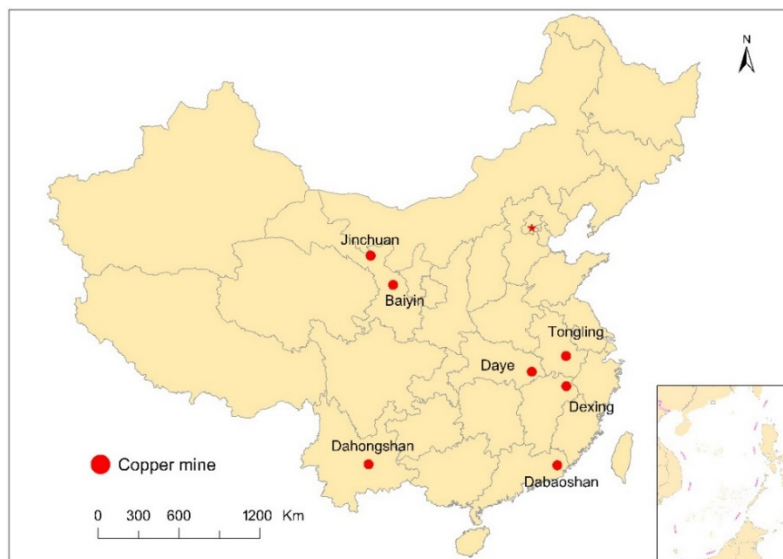 N
Jinchuan
Baiyin
Tongling
Daye
Dexing
Dahongshan
Dabaoshan
Copper mine
0 300 600 1200 Km